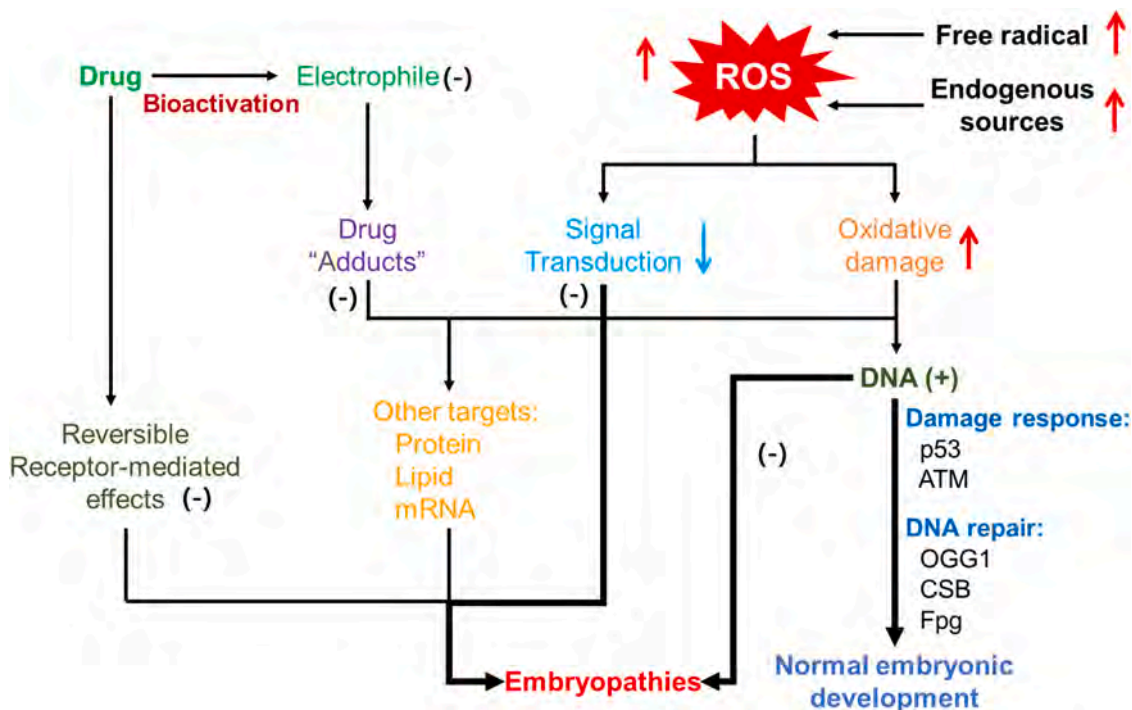 Drug
Bioactivation
Electrophile (-)
ROS
Free radical
Endogenous
sources
Drug
“Adducts”
(-)
Signal
Transduction
(-)
Oxidative
damage
Reversible
Receptor-mediated
effects (-)
Other targets:
Protein
Lipid
mRNA
DNA (+)
(-)
Damage response:
p53
ATM
DNA repair:
OGG1
CSB
Fpg
Embryopathies
Normal embryonic
development